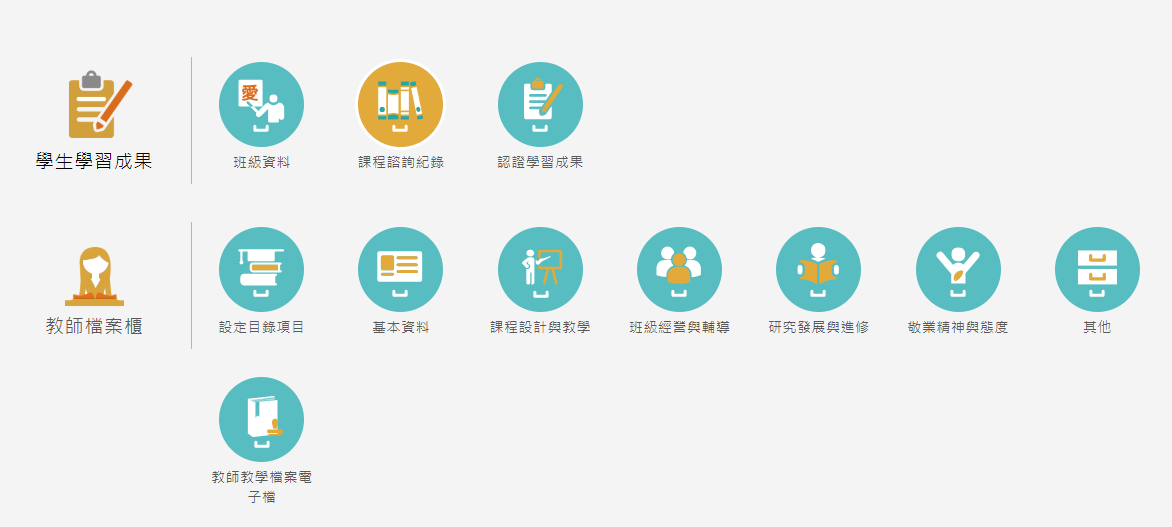 愛
學生學習成果
班級資料
課程諮詢紀錄
認證學習成果
教師檔案櫃
設定目錄項目
基本資料
課程設計與教學
班級經營與輔導
研究發展與進修
敬業精神與態度
其他
教師教學檔案電
子檔